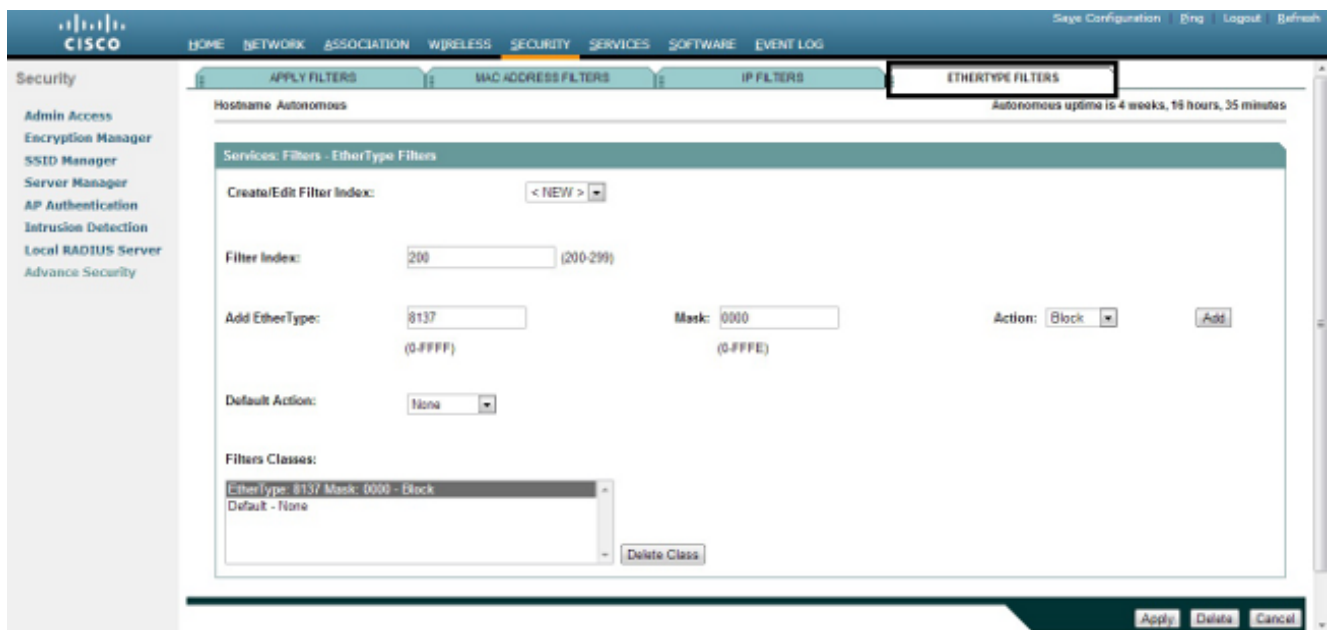 Save Configuration Ping Logout Refresh
CISCO
HOME NETWORK ASSOCIATION WIRELESS SECURITY SERVICES SOFTWARE EVENT LOG
Security
Admin Access
Encryption Manager
SSID Manager
Server Manager
AP Authentication
Intrusion Detection
Local RADIUS Server
Advance Security
APPLY FILTERS MAC ADDRESS FILTERS IP FILTERS ETHERTYPE FILTERS
Hostname Autonomous Autonomous uptime is 4 weeks, 16 hours, 35 minutes
Services: Filters - EtherType Filters
Create/Edit Filter Index: < NEW >
Filter Index: 200 (200-299)
Add EtherType: 8137 Mask: 0000 Action: Block Add
(0-FFFF) (0-FFFE)
Default Action: None
Filters Classes:
EtherType: 8137 Mask: 0000 - Block
Default - None
Delete Class
Apply Delete Cancel